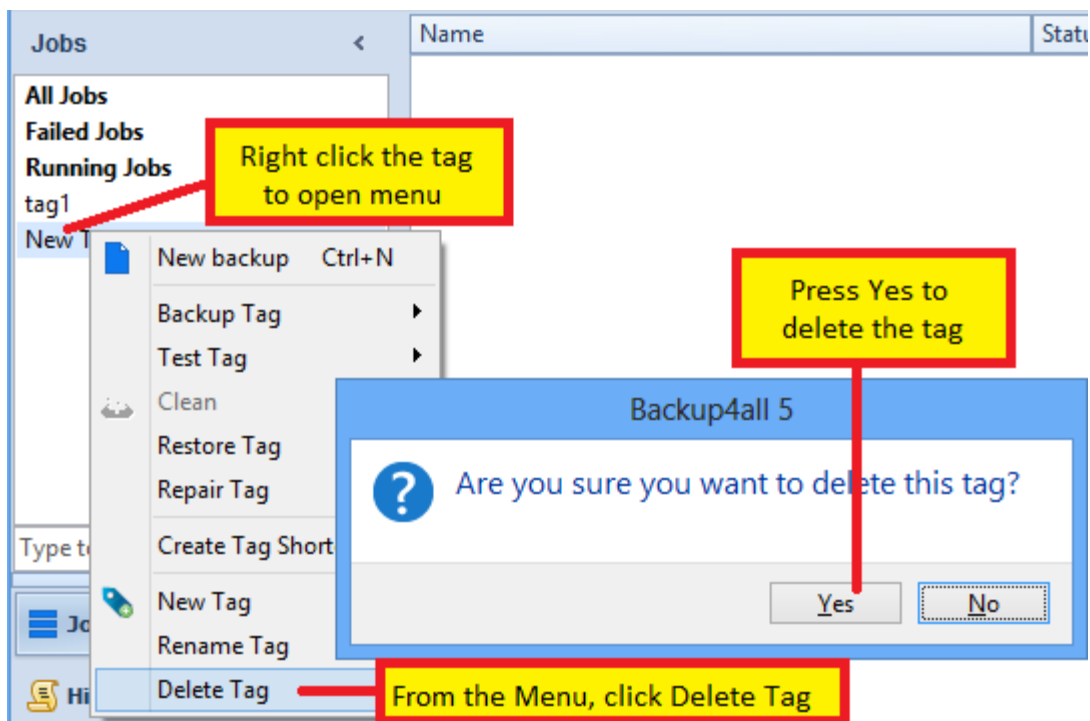 Jobs
Name
Statu
All Jobs
Failed Jobs
Running Jobs
tag1
New T
Right click the tag
to open menu
New backup Ctrl+N
Backup Tag
Test Tag
Clean
Restore Tag
Repair Tag
Create Tag Short
New Tag
Rename Tag
Delete Tag
Type to
Jo
Hi
Press Yes to
delete the tag
Backup4all 5
Are you sure you want to delete this tag?
Yes
No
From the Menu, click Delete Tag